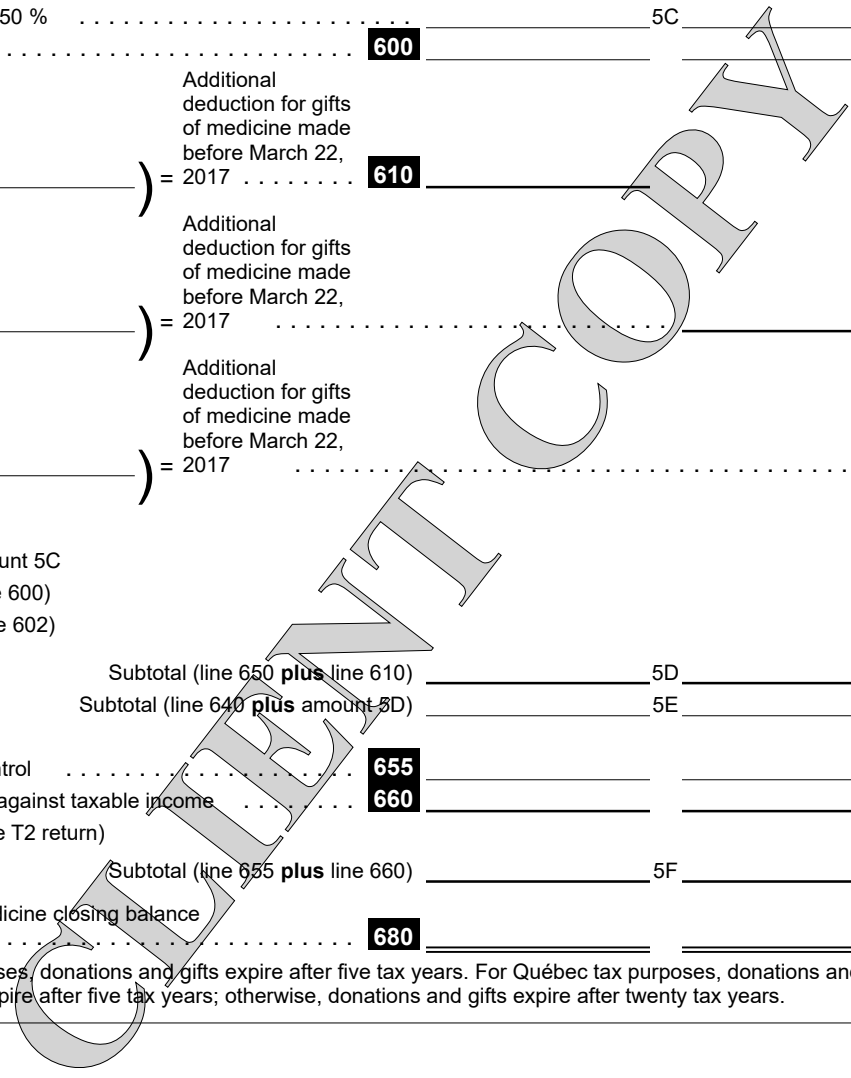 50 % . . . . . . . . . . . . . . . . . . . . . . . 5C
. . . . . . . . . . . . . . . . . . . . . . . . 600
Additional
deduction for gifts
of medicine made
before March 22,
) = 2017 . . . . . . . . 610
Additional
deduction for gifts
of medicine made
before March 22,
) = 2017 . . . . . . . . . . . . . . . . . . . . . . . . . . .
Additional
deduction for gifts
of medicine made
before March 22,
) = 2017 . . . . . . . . . . . . . . . . . . . . . . . . . . . . . . . . . . . . . .
unt 5C
600)
602)
Subtotal (line 650 plus line 610) 5D
Subtotal (line 640 plus amount 5D) 5E
trol . . . . . . . . . . . . . . . . . . . . 655
against taxable income . . . . . . . . 660
T2 return)
Subtotal (line 655 plus line 660) 5F
dicine closing balance
. . . . . . . . . . . . . . . . . . . . . . . . 680
ses, donations and gifts expire after five tax years. For Québec tax purposes, donations an
pire after five tax years; otherwise, donations and gifts expire after twenty tax years.
CLIENT COPY